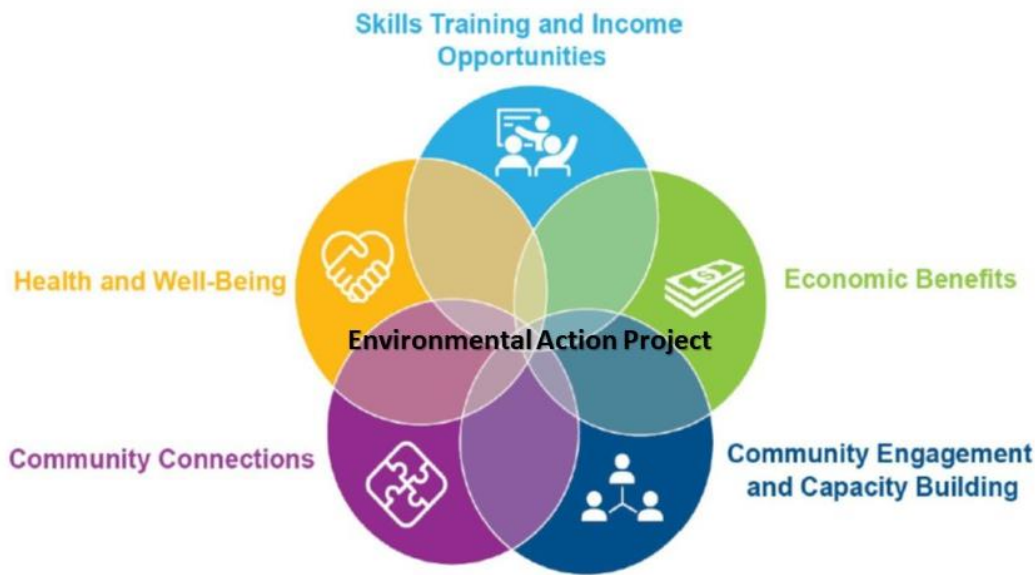 Skills Training and Income
Opportunities
Health and Well-Being
Economic Benefits
Environmental Action Project
Community Connections
Community Engagement
and Capacity Building